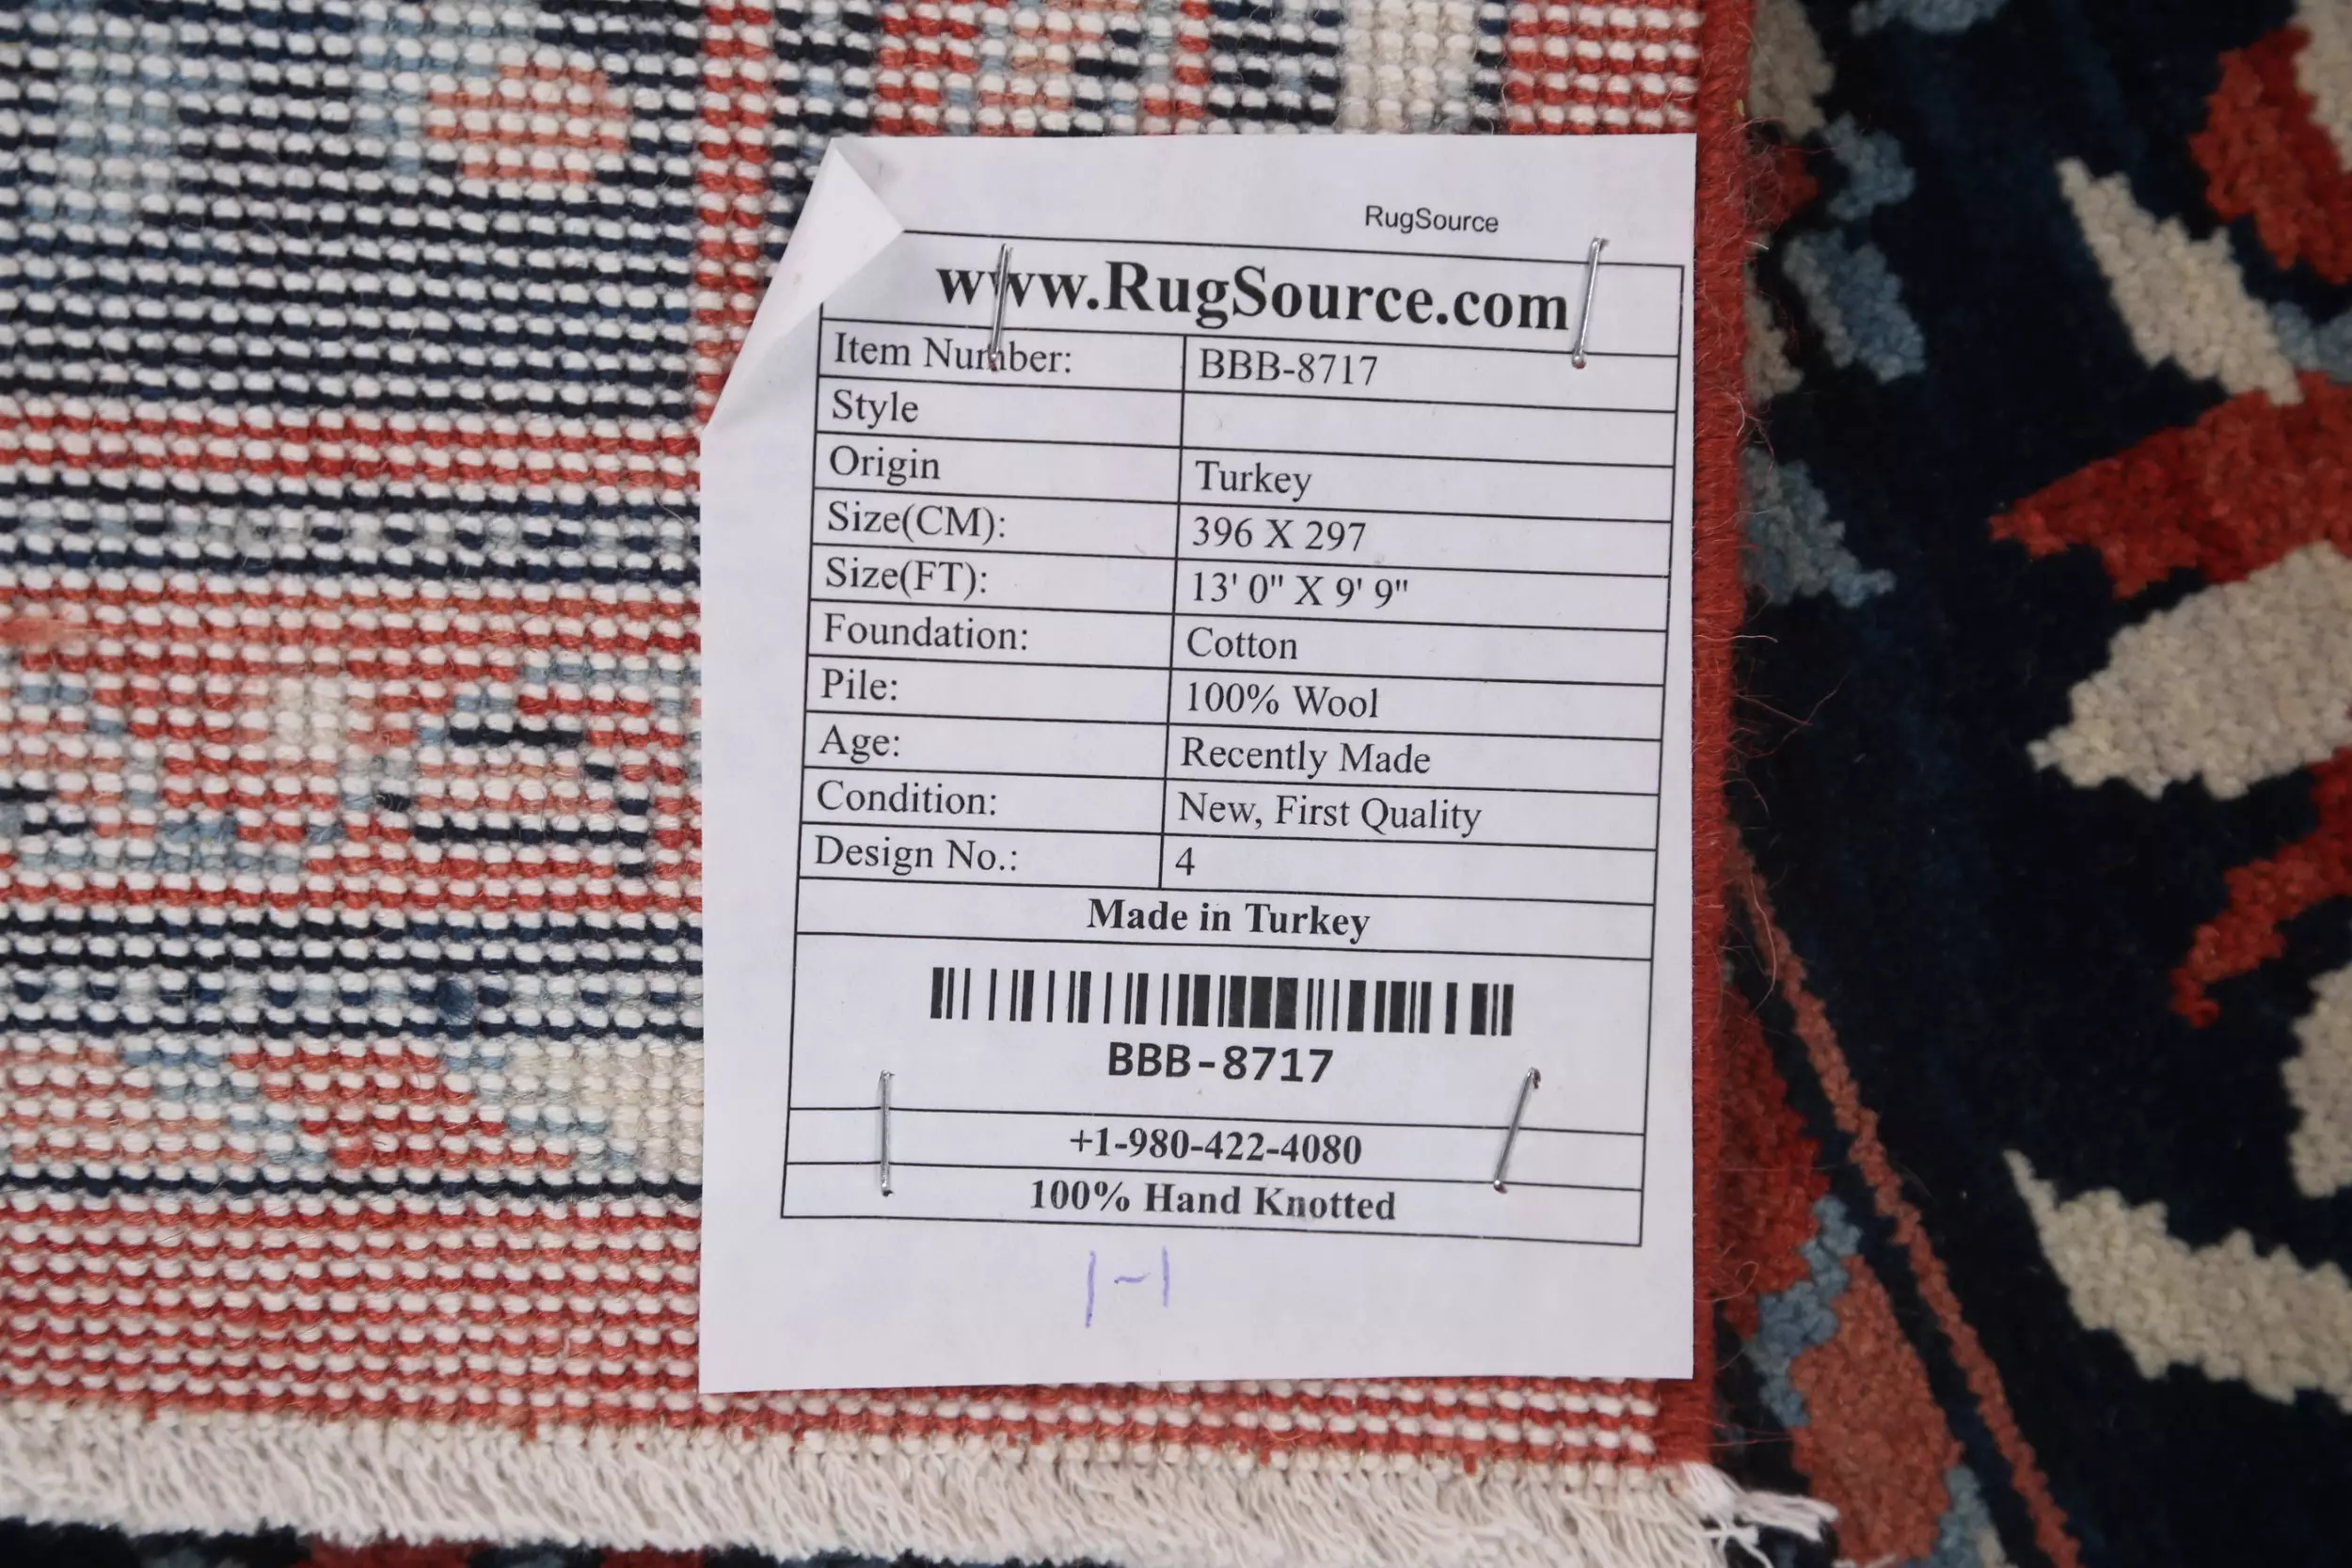 RugSource
www.RugSource.com
Item Number: BBB-8717
Style
Origin Turkey
Size(CM): 396 X 297
Size(FT): 13' 0" X 9' 9"
Foundation: Cotton
Pile: 100% Wool
Age: Recently Made
Condition: New, First Quality
Design No.: 4
Made in Turkey
BBB-8717
+1-980-422-4080
100% Hand Knotted
1-1